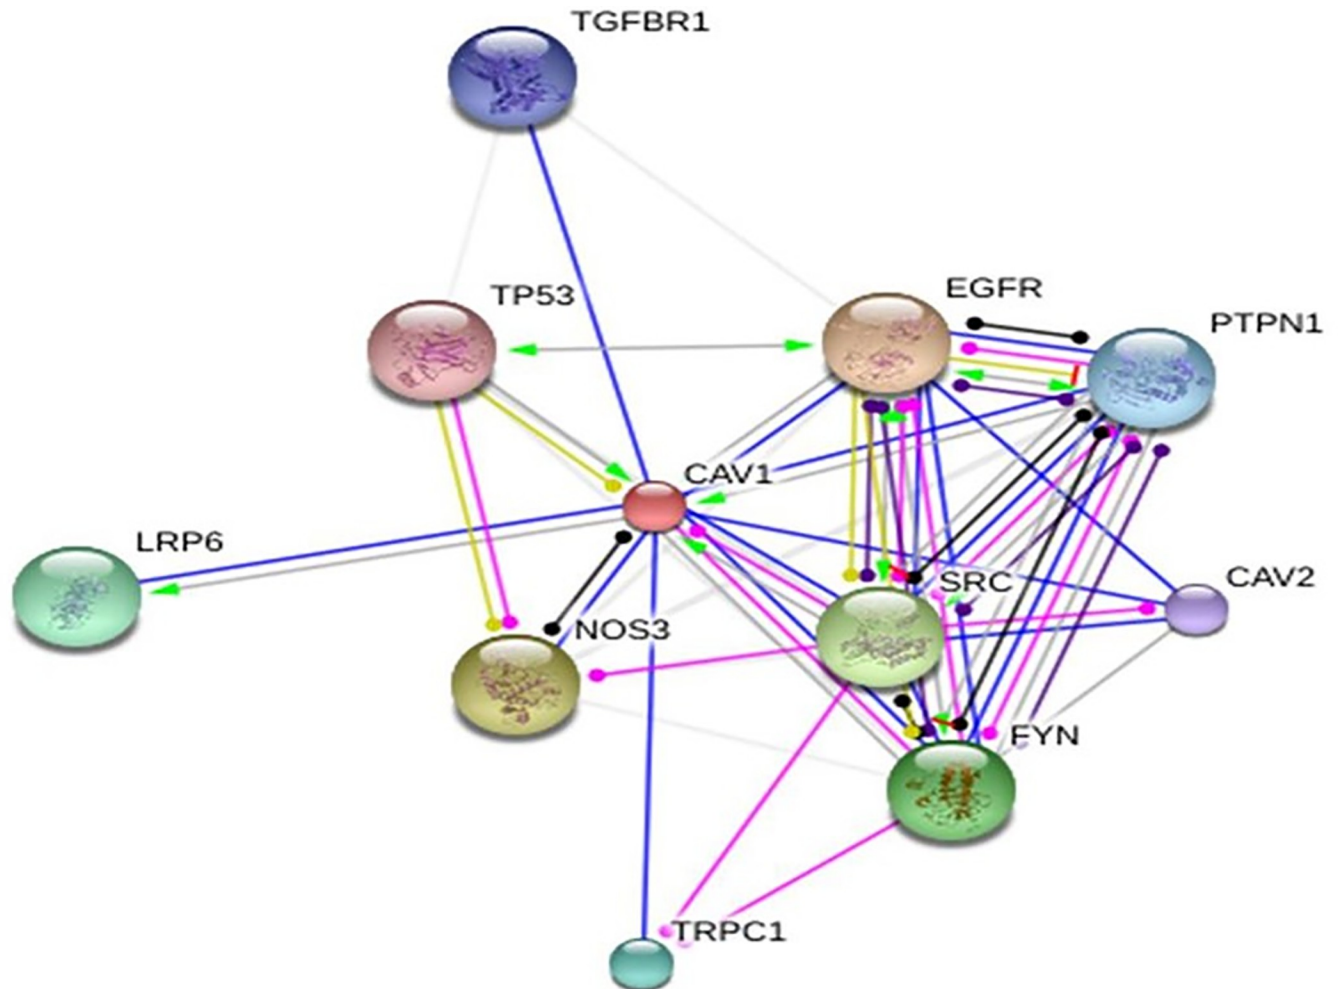 TGFBR1
TP53
EGFR
PTPN1
CAV1
LRP6
SRC
CAV2
NOS3
FYN
TRPC1